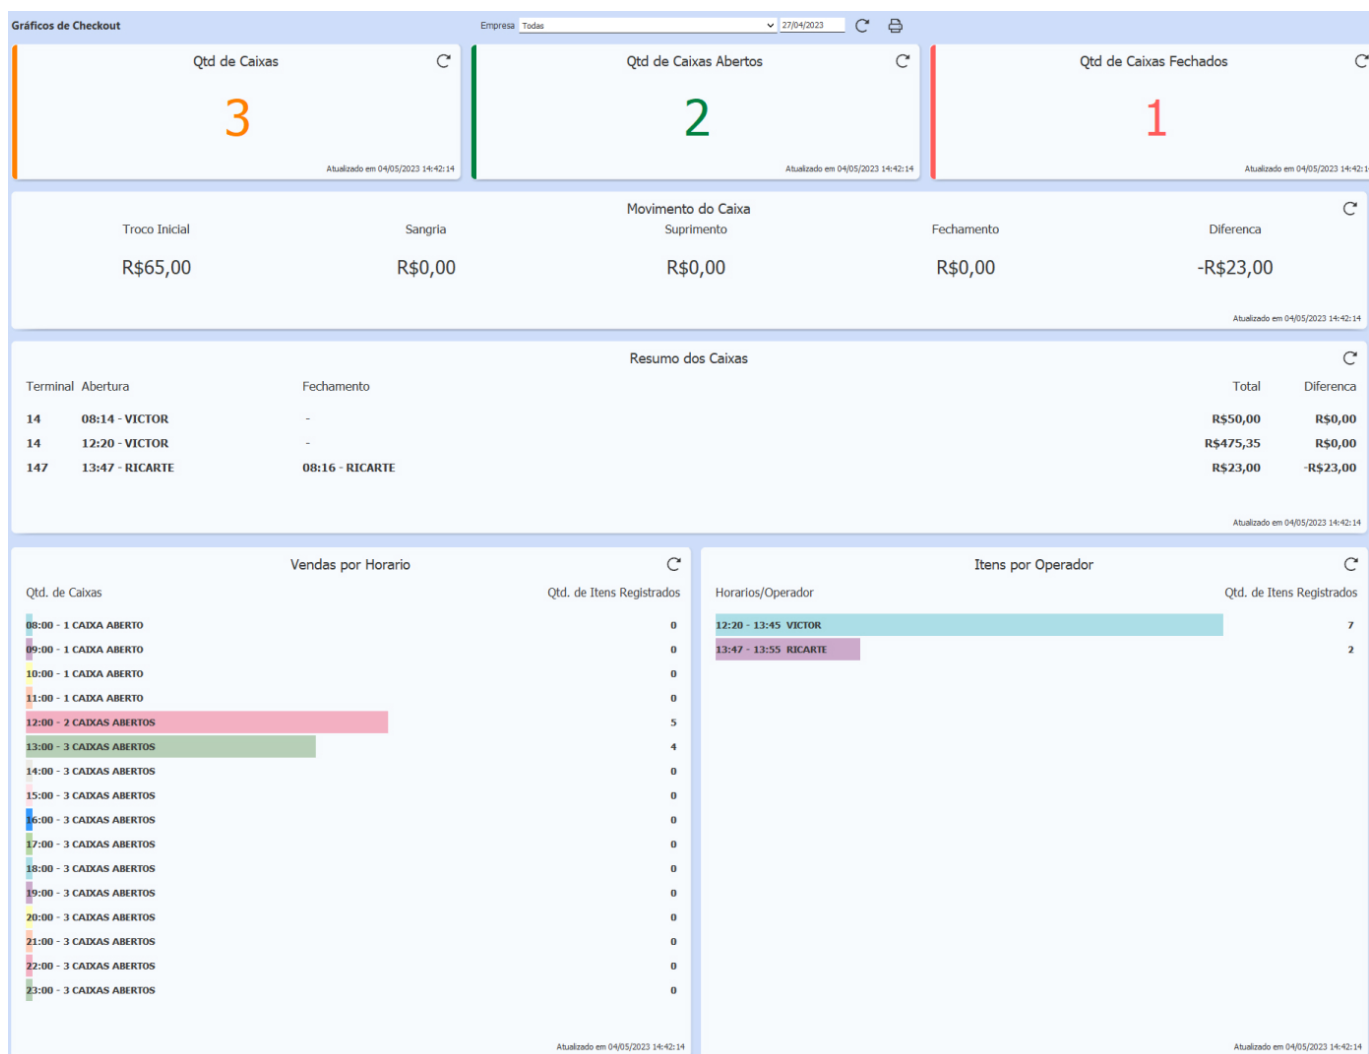 Gráficos de Checkout Empresa Todas 27/04/2023
Qtd de Caixas
3
Atualizado em 04/05/2023 14:42:14
Qtd de Caixas Abertos
2
Atualizado em 04/05/2023 14:42:14
Qtd de Caixas Fechados
1
Atualizado em 04/05/2023 14:42:14
Movimento do Caixa
Troco Inicial Sangria Suprimento Fechamento Diferenca
R$65,00 R$0,00 R$0,00 R$0,00 -R$23,00
Atualizado em 04/05/2023 14:42:14
Resumo dos Caixas
Terminal Abertura Fechamento Total Diferenca
14 08:14 - VICTOR - R$50,00 R$0,00
14 12:20 - VICTOR - R$475,35 R$0,00
147 13:47 - RICARTE 08:16 - RICARTE R$23,00 -R$23,00
Atualizado em 04/05/2023 14:42:14
Vendas por Horario
Qtd. de Caixas Qtd. de Itens Registrados
08:00 - 1 CAIXA ABERTO 0
09:00 - 1 CAIXA ABERTO 0
10:00 - 1 CAIXA ABERTO 0
11:00 - 1 CAIXA ABERTO 0
12:00 - 2 CAIXAS ABERTOS 5
13:00 - 3 CAIXAS ABERTOS 4
14:00 - 3 CAIXAS ABERTOS 0
15:00 - 3 CAIXAS ABERTOS 0
16:00 - 3 CAIXAS ABERTOS 0
17:00 - 3 CAIXAS ABERTOS 0
18:00 - 3 CAIXAS ABERTOS 0
19:00 - 3 CAIXAS ABERTOS 0
20:00 - 3 CAIXAS ABERTOS 0
21:00 - 3 CAIXAS ABERTOS 0
22:00 - 3 CAIXAS ABERTOS 0
23:00 - 3 CAIXAS ABERTOS 0
Atualizado em 04/05/2023 14:42:14
Itens por Operador
Horarios/Operador Qtd. de Itens Registrados
12:20 - 13:45 VICTOR 7
13:47 - 13:55 RICARTE 2
Atualizado em 04/05/2023 14:42:14